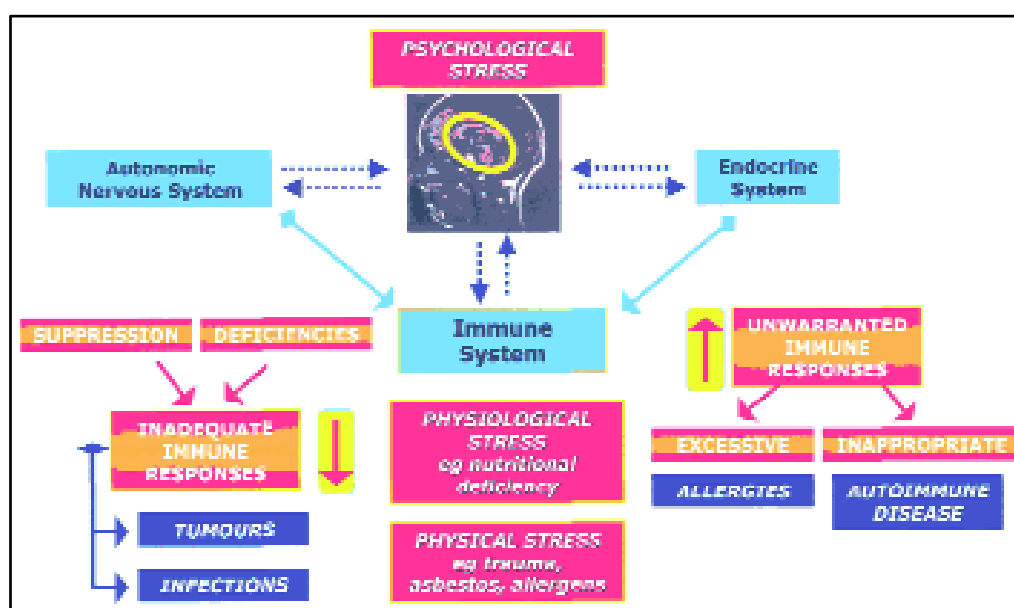 PSYCHOLOGICAL
STRESS
Autonomic
Nervous System
Endocrine
System
Immune
System
SUPPRESSION
DEFICIENCIES
INADEQUATE
IMMUNE
RESPONSES
TUMOURS
INFECTIONS
PHYSIOLOGICAL
STRESS
eg nutritional
deficiency
PHYSICAL STRESS
eg trauma,
asbestos, allergens
UNWARRANTED
IMMUNE
RESPONSES
EXCESSIVE
INAPPROPRIATE
ALLERGIES
AUTOIMMUNE
DISEASE